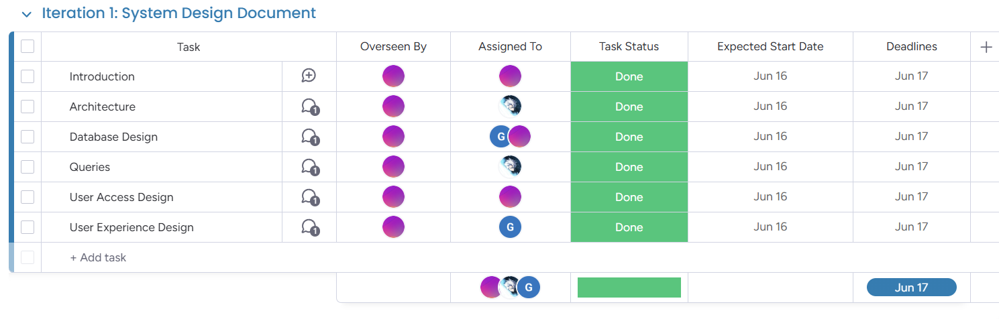 Iteration 1: System Design Document
Task Overseen By Assigned To Task Status Expected Start Date Deadlines +
Introduction Done Jun 16 Jun 17
Architecture 1 Done Jun 16 Jun 17
Database Design 1 G Done Jun 16 Jun 17
Queries 1 Done Jun 16 Jun 17
User Access Design 1 Done Jun 16 Jun 17
User Experience Design 1 G Done Jun 16 Jun 17
+ Add task
G Jun 17